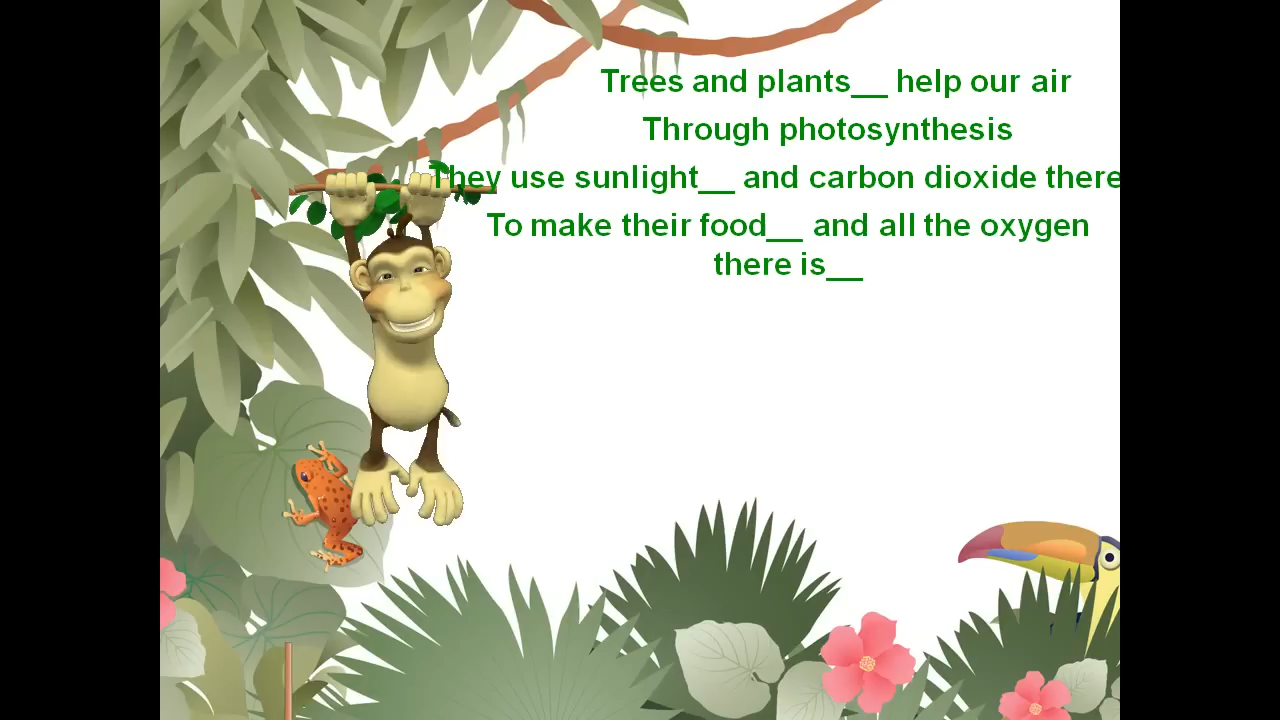 Trees and plants__ help our air
Through photosynthesis
They use sunlight__ and carbon dioxide there
To make their food__ and all the oxygen
there is__